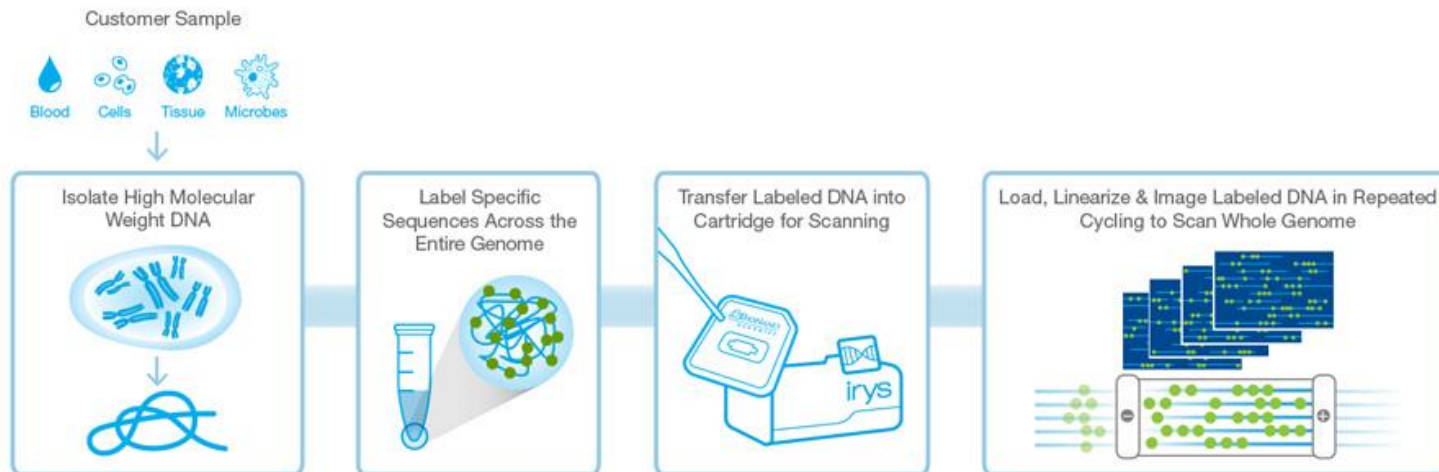 Customer Sample
Blood Cells Tissue Microbes
Isolate High Molecular
Weight DNA
Label Specific
Sequences Across the
Entire Genome
Transfer Labeled DNA into
Cartridge for Scanning
irys
Load, Linearize & Image Labeled DNA in Repeated
Cycling to Scan Whole Genome
− +